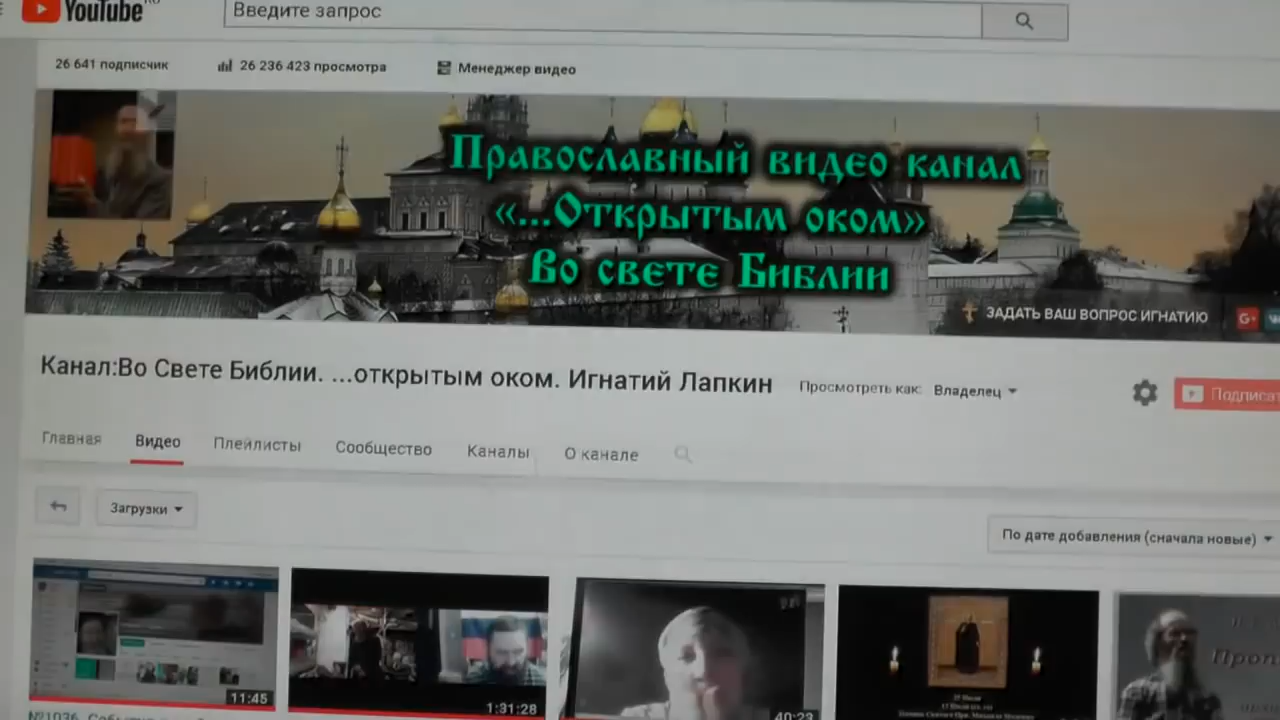 YouTube RU
Введите запрос
26 641 подписчик
26 236 423 просмотра
Менеджер видео
Православный видео канал
«...Открытым оком»
Во свете Библии
ЗАДАТЬ ВАШ ВОПРОС ИГНАТИЮ
G+
Канал:Во Свете Библии. ...открытым оком. Игнатий Лапкин
Просмотреть как: Владелец
Подписат
Главная Видео Плейлисты Сообщество Каналы О канале
Загрузки
По дате добавления (сначала новые)
11:45
1:31:28
40:23